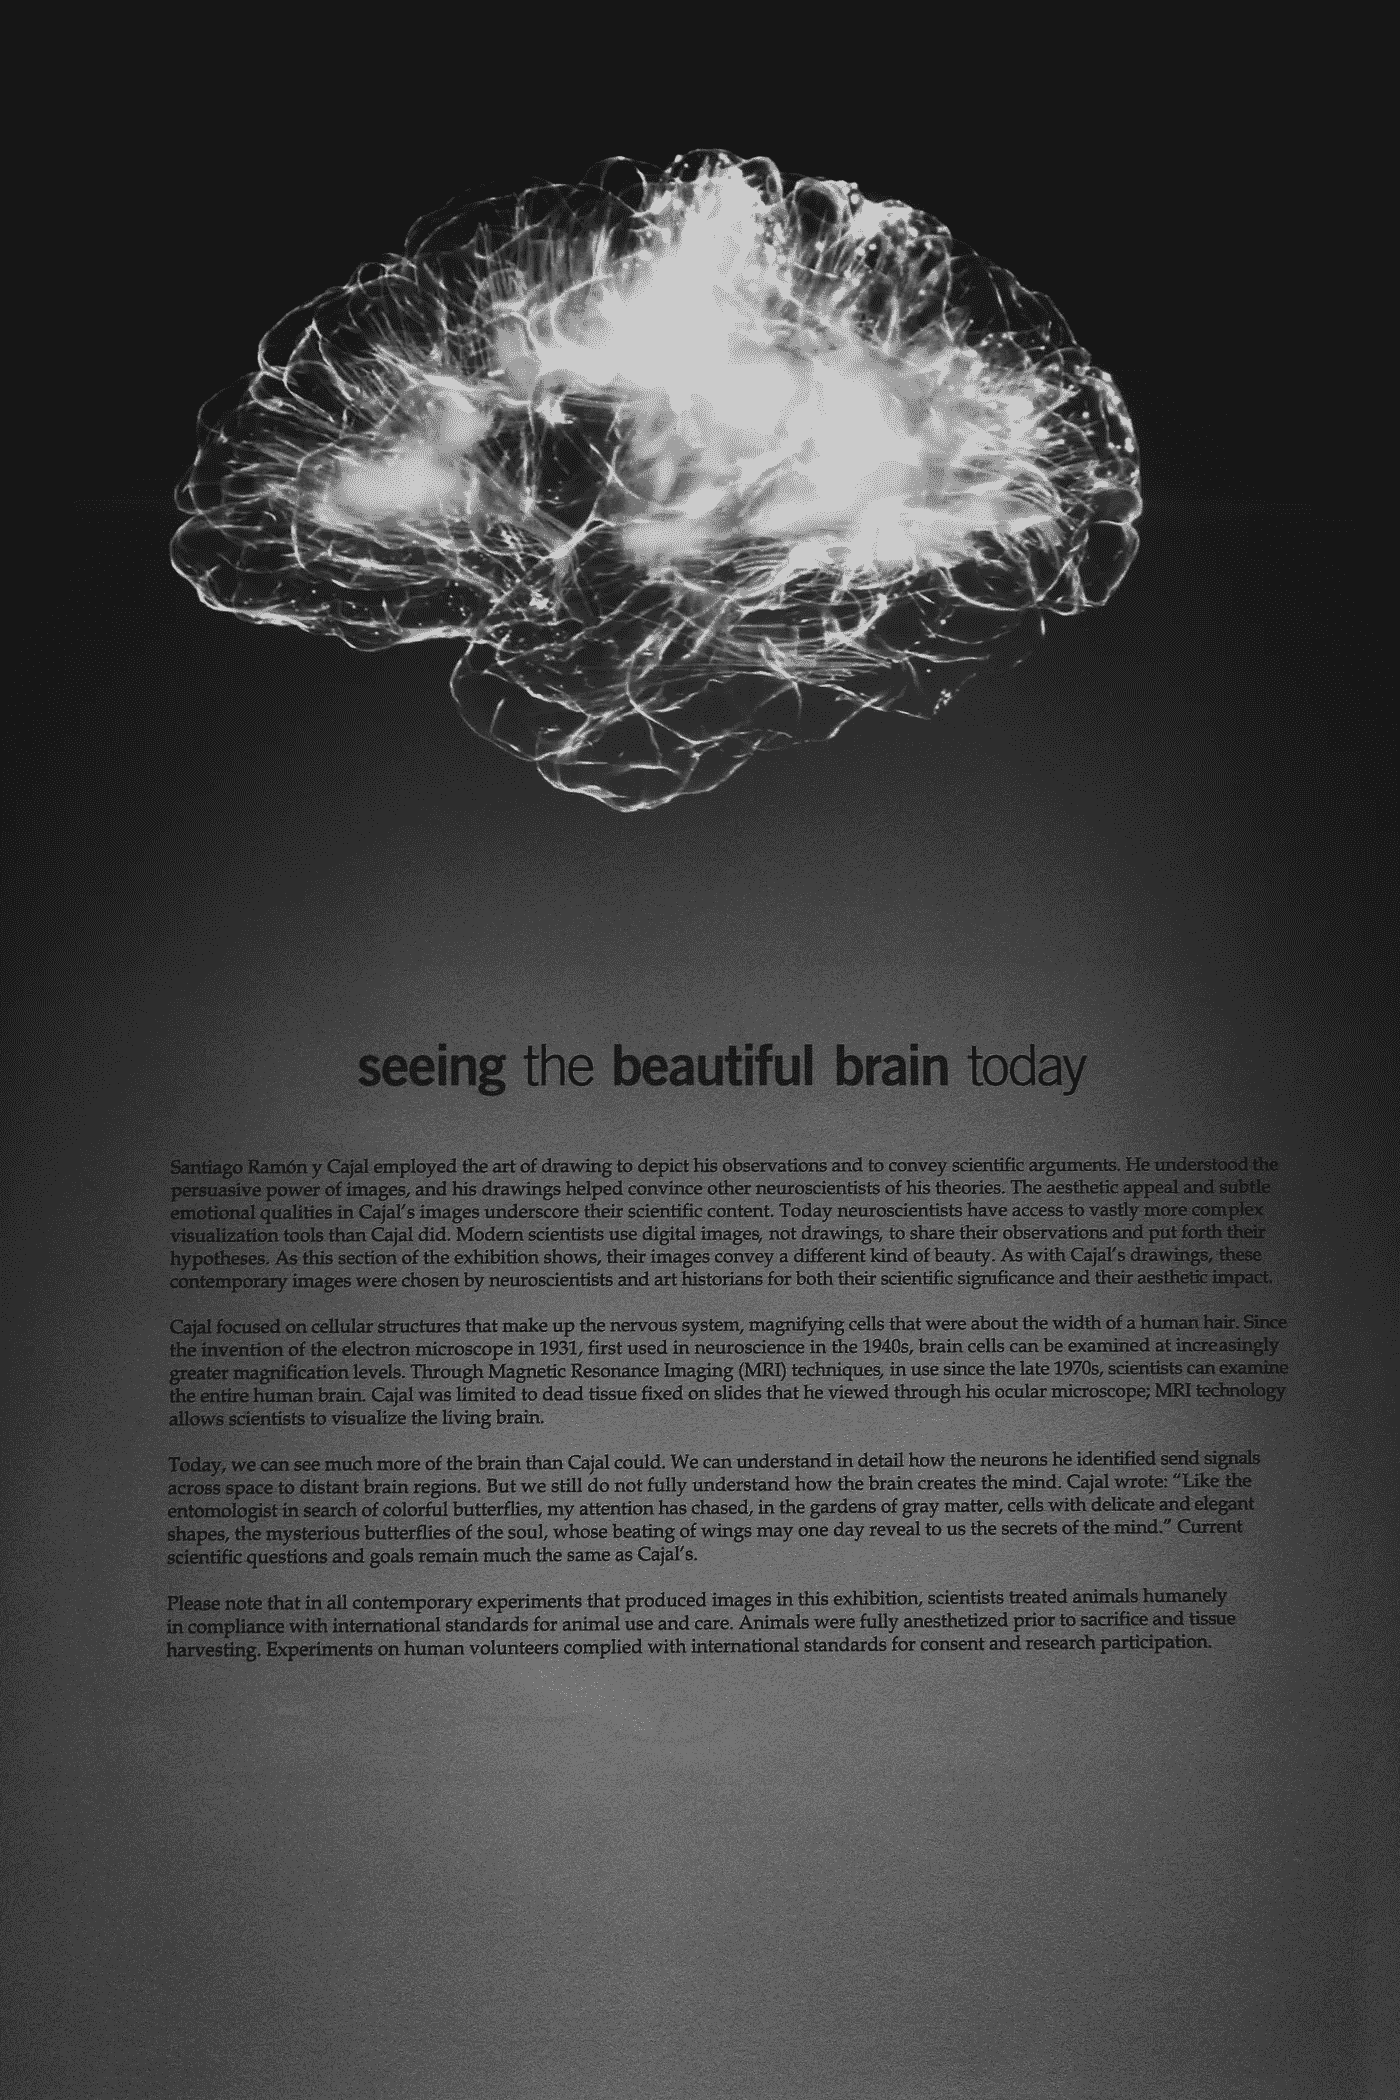 seeing the beautiful brain today
Santiago Ramón y Cajal employed the art of drawing to depict his observations and to convey scientific arguments. He understood the
persuasive power of images, and his drawings helped convince other neuroscientists of his theories. The aesthetic appeal and subtle
emotional qualities in Cajal's images underscore their scientific content. Today neuroscientists have access to vastly more complex
visualization tools than Cajal did. Modern scientists use digital images, not drawings, to share their observations and put forth their
hypotheses. As this section of the exhibition shows, their images convey a different kind of beauty. As with Cajal's drawings, these
contemporary images were chosen by neuroscientists and art historians for both their scientific significance and their aesthetic impact.
Cajal focused on cellular structures that make up the nervous system, magnifying cells that were about the width of a human hair. Since
the invention of the electron microscope in 1931, first used in neuroscience in the 1940s, brain cells can be examined at increasingly
greater magnification levels. Through Magnetic Resonance Imaging (MRI) techniques, in use since the late 1970s, scientists can examine
the entire human brain. Cajal was limited to dead tissue fixed on slides that he viewed through his ocular microscope; MRI technology
allows scientists to visualize the living brain.
Today, we can see much more of the brain than Cajal could. We can understand in detail how the neurons he identified send signals
across space to distant brain regions. But we still do not fully understand how the brain creates the mind. Cajal wrote: “Like the
entomologist in search of colorful butterflies, my attention has chased, in the gardens of gray matter, cells with delicate and elegant
shapes, the mysterious butterflies of the soul, whose beating of wings may one day reveal to us the secrets of the mind.” Current
scientific questions and goals remain much the same as Cajal's.
Please note that in all contemporary experiments that produced images in this exhibition, scientists treated animals humanely
in compliance with international standards for animal use and care. Animals were fully anesthetized prior to sacrifice and tissue
harvesting. Experiments on human volunteers complied with international standards for consent and research participation.